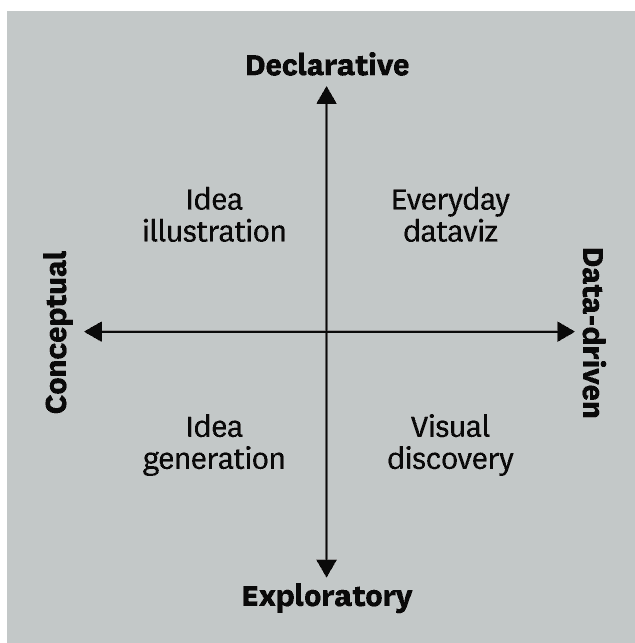 Declarative
Idea
illustration
Everyday
dataviz
Conceptual
Data-driven
Idea
generation
Visual
discovery
Exploratory